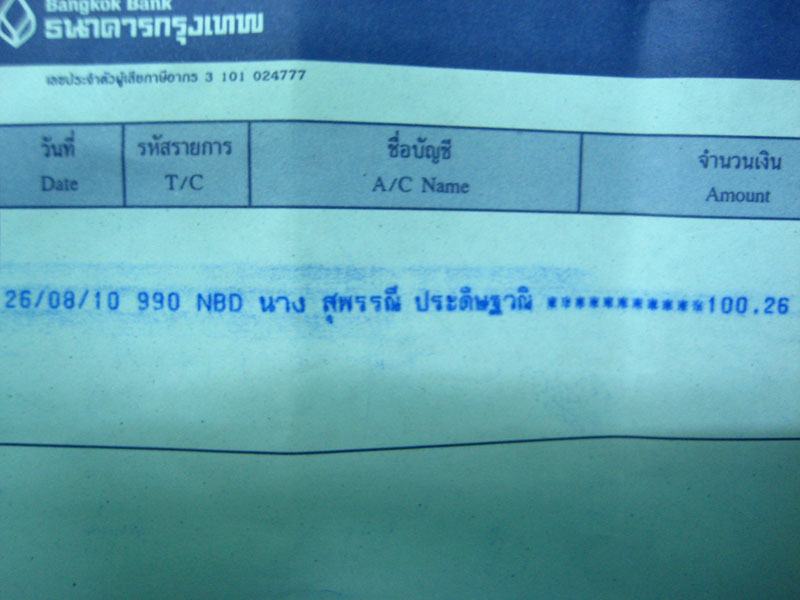 Bangkok Bank
ธนาคารกรุงเทพ
เลขประจำตัวผู้เสียภาษีอากร 3 101 024777
วันที่ รหัสรายการ ชื่อบัญชี จำนวนเงิน
Date T/C A/C Name Amount
26/08/10 990 NBD นาง สุพรรณี ประดิษฐวณิ ************100.26